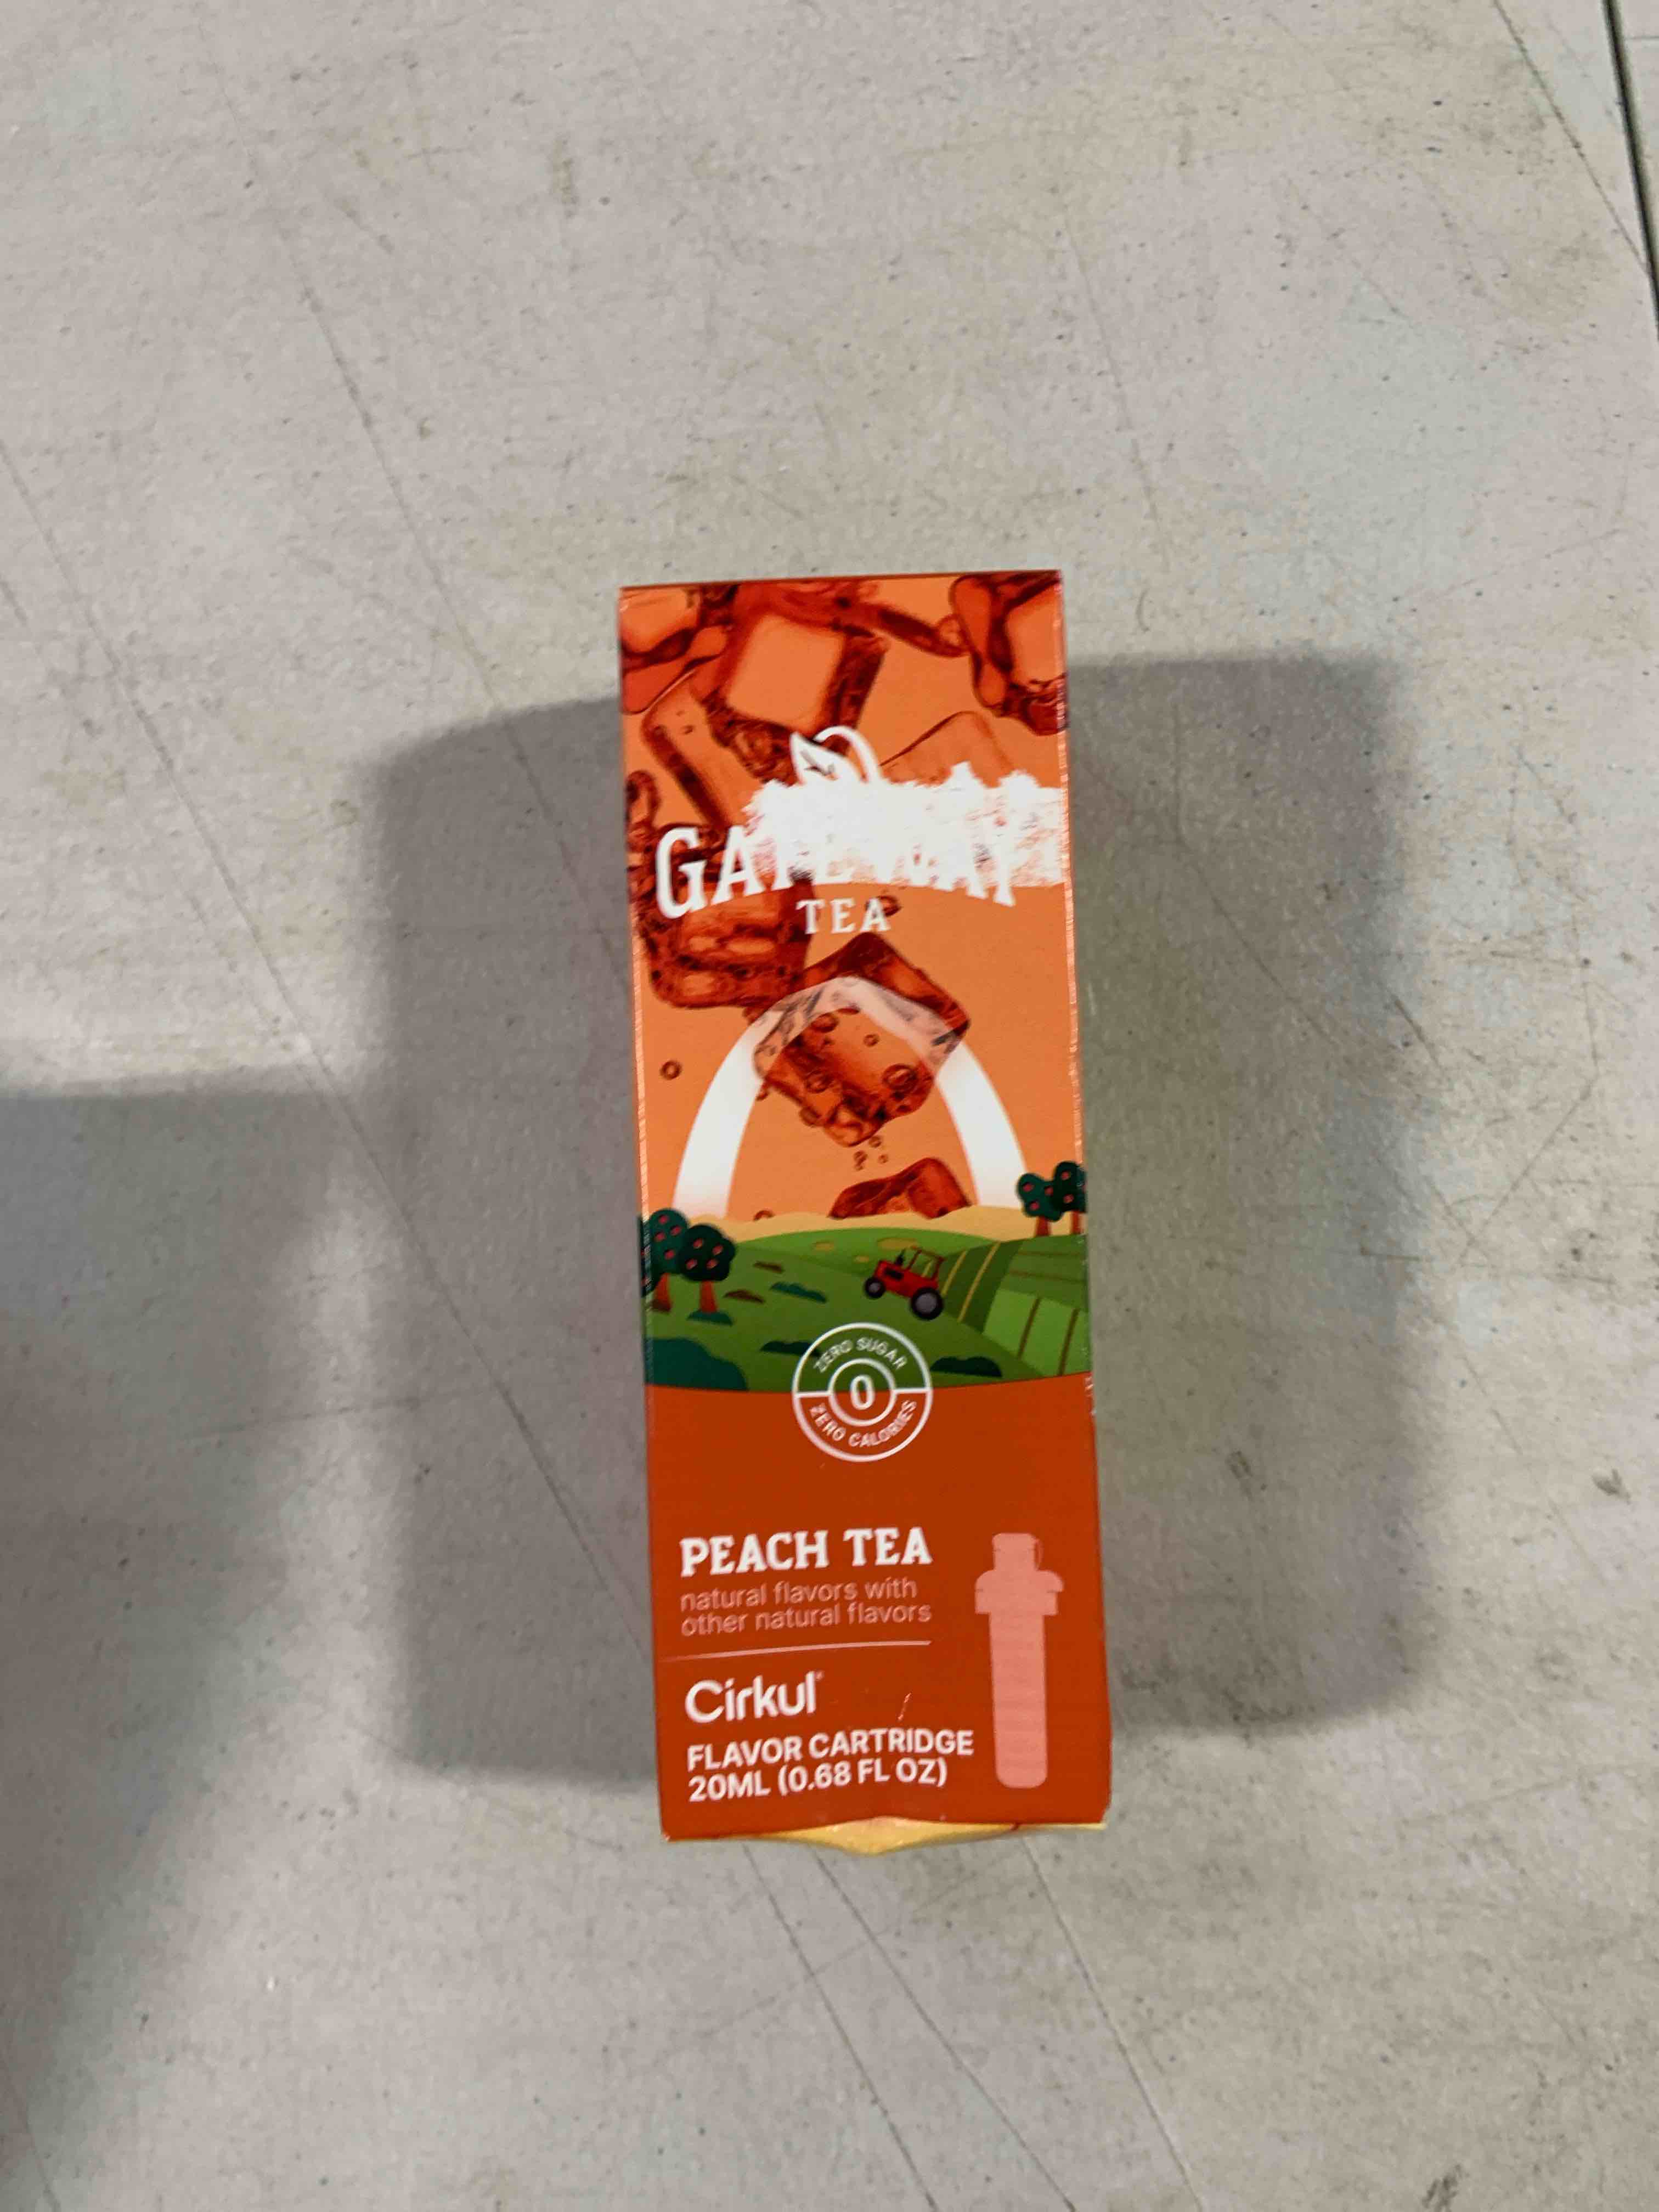 GATEWAY
TEA
ZERO SUGAR
0
ZERO CALORIES
PEACH TEA
natural flavors with
other natural flavors
Cirkul®
FLAVOR CARTRIDGE
20ML (0.68 FL OZ)